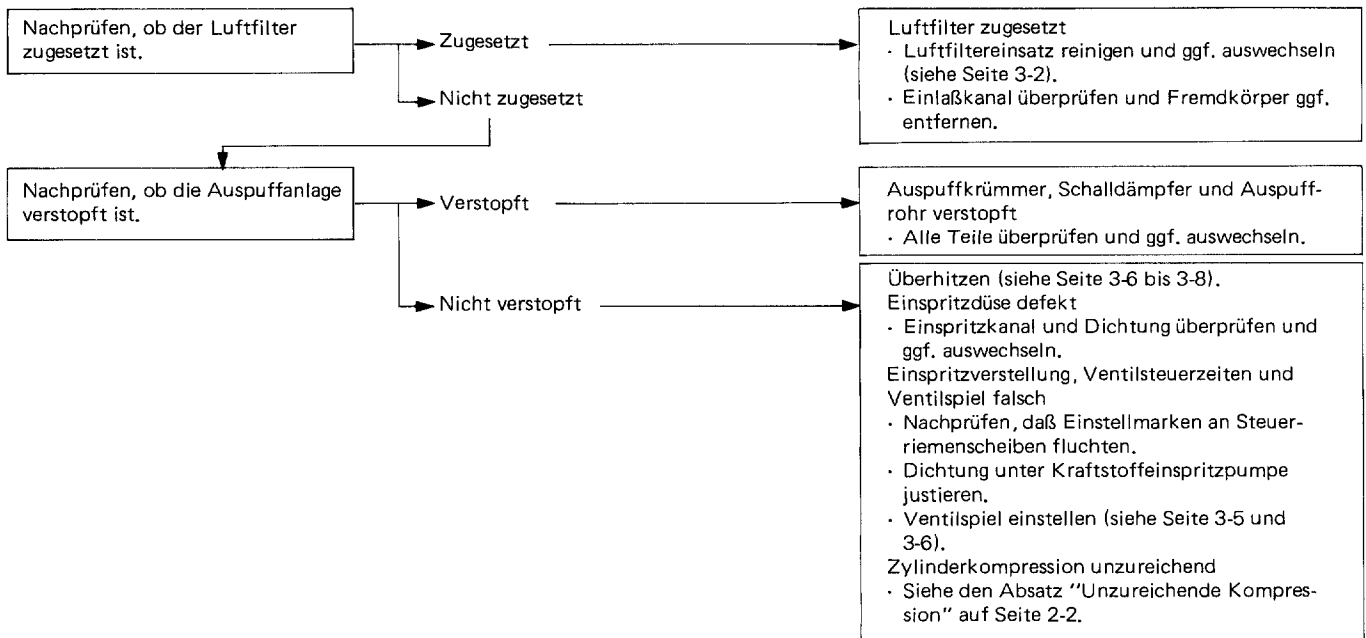 Nachprüfen, ob der Luftfilter
zugesetzt ist.
Zugesetzt
Nicht zugesetzt
Luftfilter zugesetzt
· Luftfiltereinsatz reinigen und ggf. auswechseln
(siehe Seite 3-2).
· Einlaßkanal überprüfen und Fremdkörper ggf.
entfernen.
Nachprüfen, ob die Auspuffanlage
verstopft ist.
Verstopft
Auspuffkrümmer, Schalldämpfer und Auspuff-
rohr verstopft
· Alle Teile überprüfen und ggf. auswechseln.
Nicht verstopft
Überhitzen (siehe Seite 3-6 bis 3-8).
Einspritzdüse defekt
· Einspritzkanal und Dichtung überprüfen und
ggf. auswechseln.
Einspritzverstellung, Ventilsteuerzeiten und
Ventilspiel falsch
· Nachprüfen, daß Einstellmarken an Steuer-
riemenscheiben fluchten.
· Dichtung unter Kraftstoffeinspritzpumpe
justieren.
· Ventilspiel einstellen (siehe Seite 3-5 und
3-6).
Zylinderkompression unzureichend
· Siehe den Absatz "Unzureichende Kompres-
sion" auf Seite 2-2.